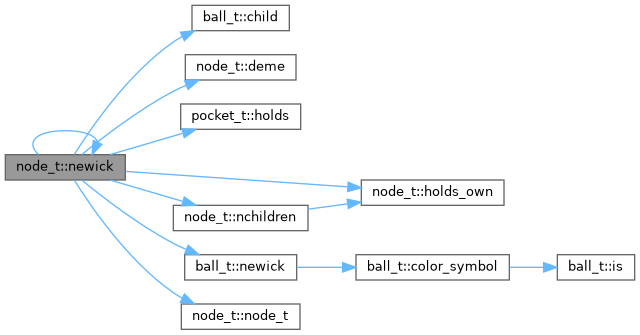 ball_t::child
node_t::deme
pocket_t::holds
node_t::newick
node_t::holds_own
node_t::nchildren
ball_t::newick
ball_t::color_symbol
ball_t::is
node_t::node_t